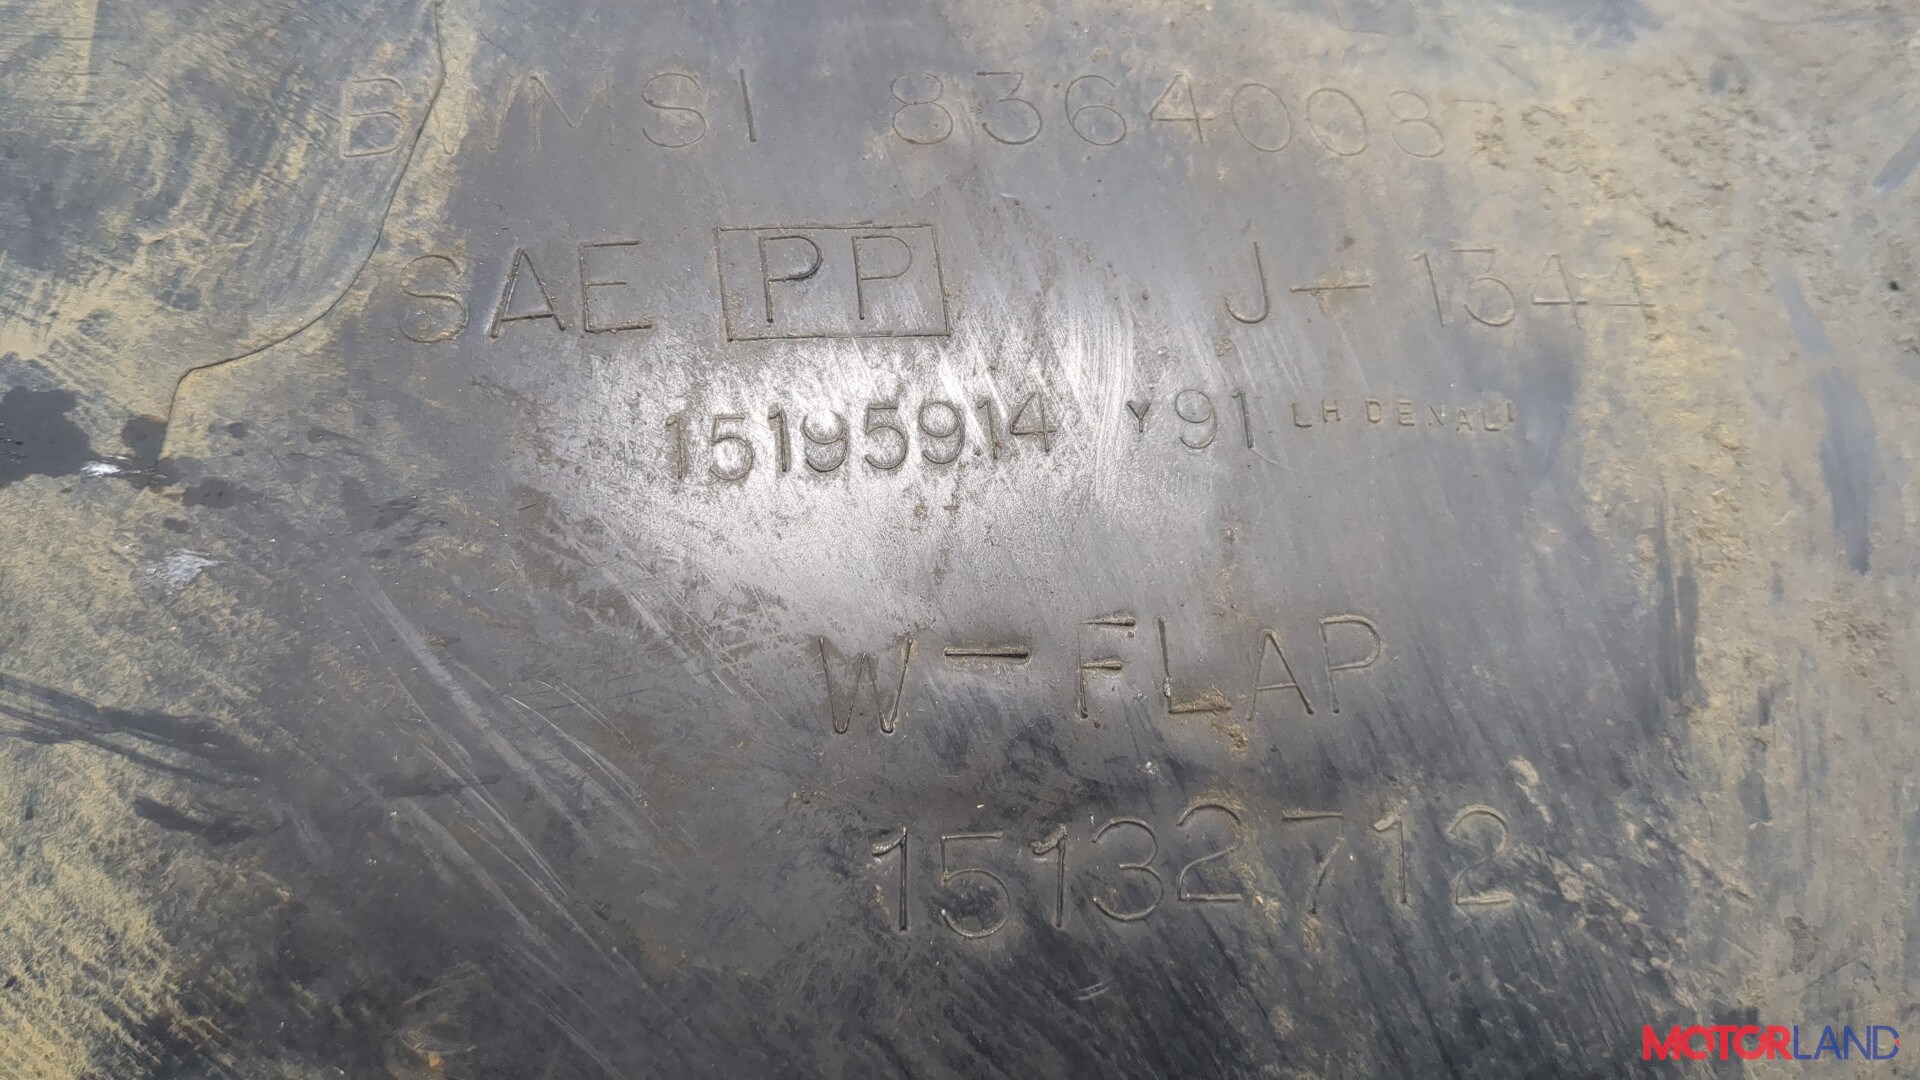 SAE PP J-1344
15195914 Y91 LH DENALI
W-FLAP
15132712
MOTORLAND